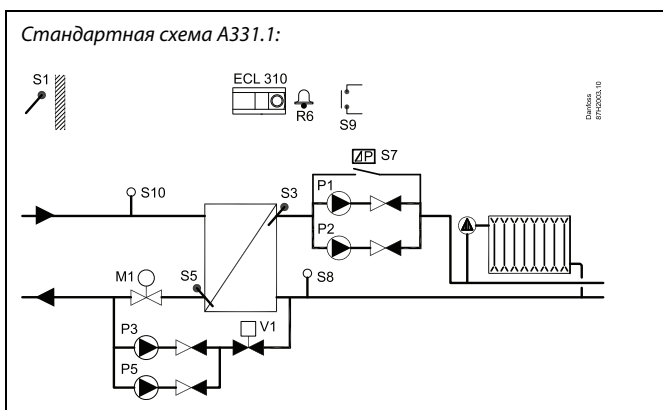 Стандартная схема A331.1:
S1
ECL 310
R6
S9
Danfoss
87H2003.10
ΔP S7
P1
S10
S3
P2
M1
S5
S8
V1
P3
P5